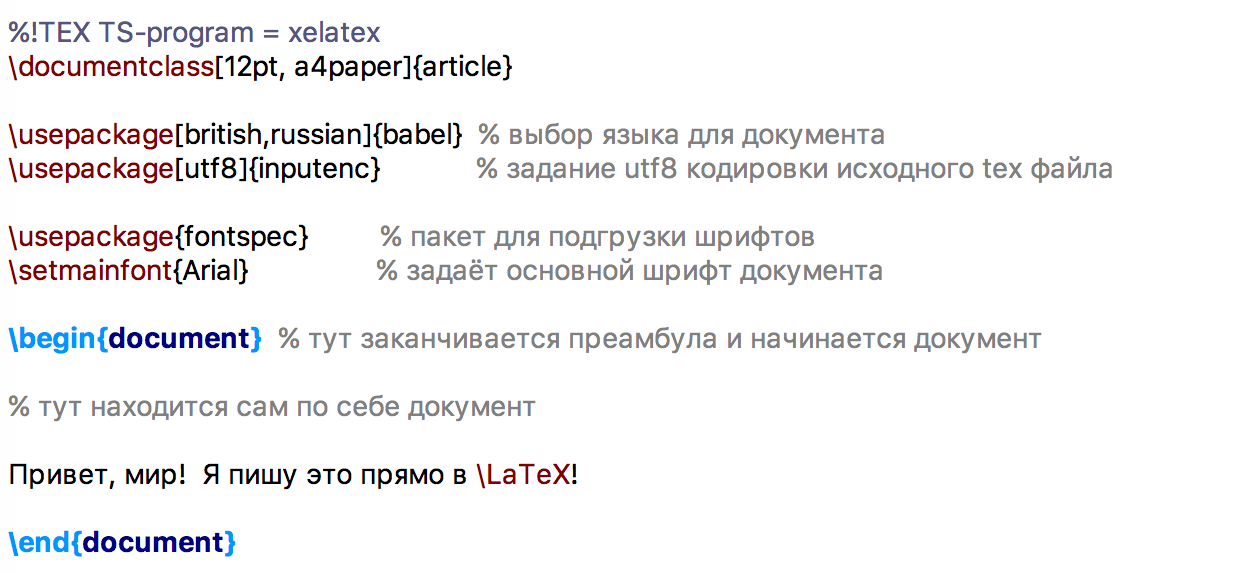 %!TEX TS-program = xelatex
\documentclass[12pt, a4paper]{article}
\usepackage[british,russian]{babel}  % выбор языка для документа
\usepackage[utf8]{inputenc}          % задание utf8 кодировки исходного tex файла
\usepackage{fontspec}         % пакет для подгрузки шрифтов
\setmainfont{Arial}                % задаёт основной шрифт документа
\begin{document}  % тут заканчивается преамбула и начинается документ
% тут находится сам по себе документ
Привет, мир!  Я пишу это прямо в \LaTeX!
\end{document}